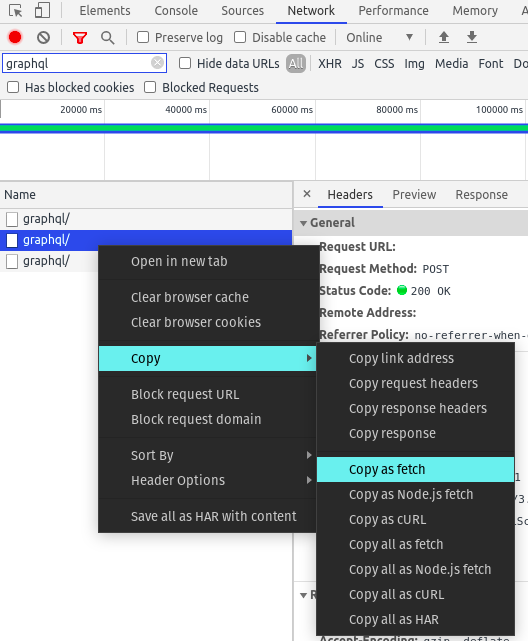 Elements Console Sources Network Performance Memory
Preserve log Disable cache Online
graphql Hide data URLs All XHR JS CSS Img Media Font
Has blocked cookies Blocked Requests
20000 ms 40000 ms 60000 ms 80000 ms 100000 ms
Name
Headers Preview Response
graphql/
graphql/
graphql/
General
Request URL:
Request Method: POST
Status Code: 200 OK
Remote Address:
Referrer Policy: no-referrer-when-
Open in new tab
Clear browser cache
Clear browser cookies
Copy
Block request URL
Block request domain
Sort By
Header Options
Save all as HAR with content
Copy link address
Copy request headers
Copy response headers
Copy response
Copy as fetch
Copy as Node.js fetch
Copy as cURL
Copy all as fetch
Copy all as Node.js fetch
Copy all as cURL
Copy all as HAR